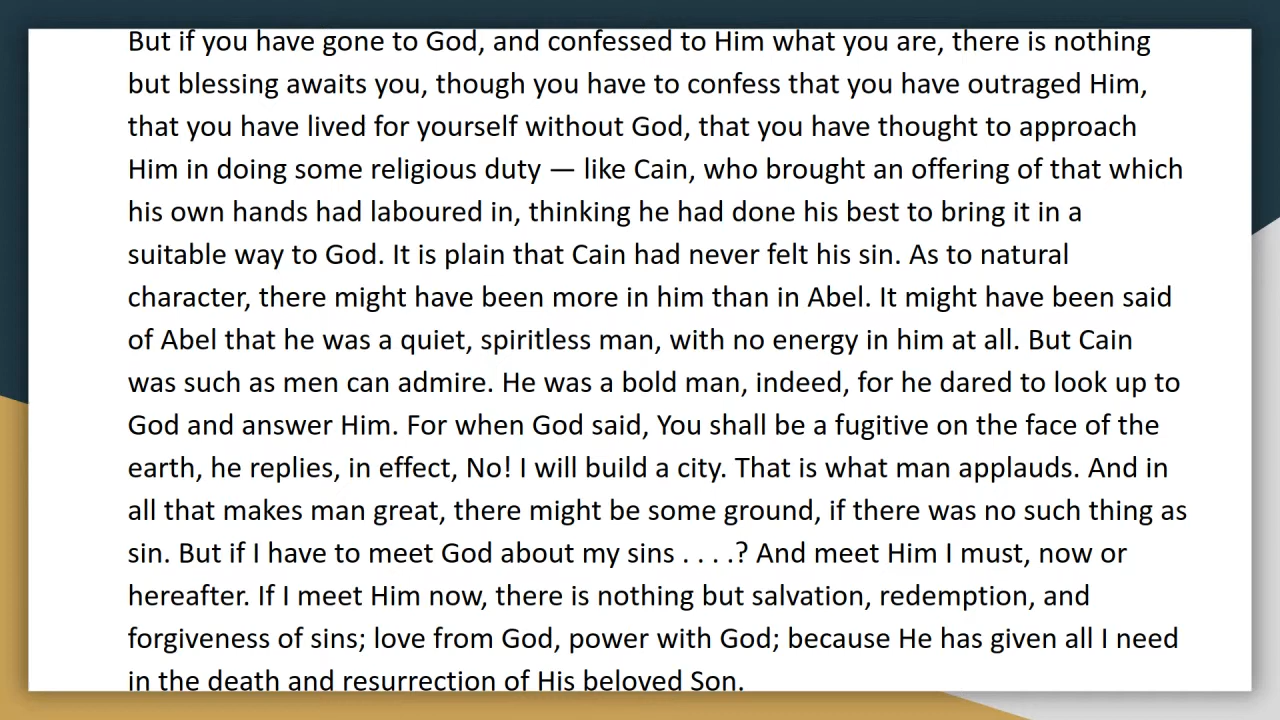 But if you have gone to God, and confessed to Him what you are, there is nothing
but blessing awaits you, though you have to confess that you have outraged Him,
that you have lived for yourself without God, that you have thought to approach
Him in doing some religious duty — like Cain, who brought an offering of that which
his own hands had laboured in, thinking he had done his best to bring it in a
suitable way to God. It is plain that Cain had never felt his sin. As to natural
character, there might have been more in him than in Abel. It might have been said
of Abel that he was a quiet, spiritless man, with no energy in him at all. But Cain
was such as men can admire. He was a bold man, indeed, for he dared to look up to
God and answer Him. For when God said, You shall be a fugitive on the face of the
earth, he replies, in effect, No! I will build a city. That is what man applauds. And in
all that makes man great, there might be some ground, if there was no such thing as
sin. But if I have to meet God about my sins . . . .? And meet Him I must, now or
hereafter. If I meet Him now, there is nothing but salvation, redemption, and
forgiveness of sins; love from God, power with God; because He has given all I need
in the death and resurrection of His beloved Son.